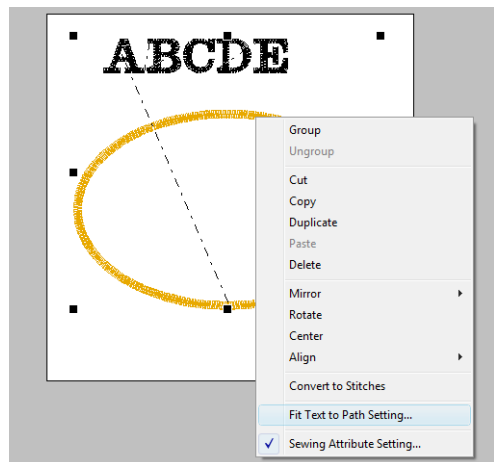 ABCDE
Group
Ungroup
Cut
Copy
Duplicate
Paste
Delete
Mirror
Rotate
Center
Align
Convert to Stitches
Fit Text to Path Setting...
Sewing Attribute Setting...